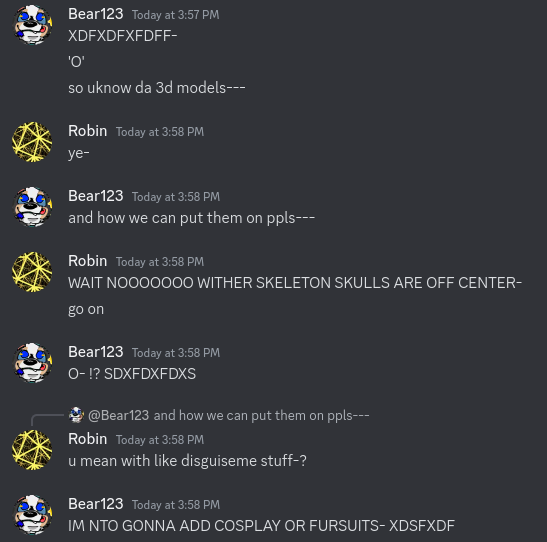 Bear123 Today at 3:57 PM
XDFXDFXFDFF-
'O'
so uknow da 3d models---
Robin Today at 3:58 PM
ye-
Bear123 Today at 3:58 PM
and how we can put them on ppls---
Robin Today at 3:58 PM
WAIT NOOOOOOO WITHER SKELETON SKULLS ARE OFF CENTER-
go on
Bear123 Today at 3:58 PM
O- !? SDXFDXFDXS
@Bear123 and how we can put them on ppls---
Robin Today at 3:58 PM
u mean with like disguiseme stuff-?
Bear123 Today at 3:58 PM
IM NTO GONNA ADD COSPLAY OR FURSUITS- XDSFXDF